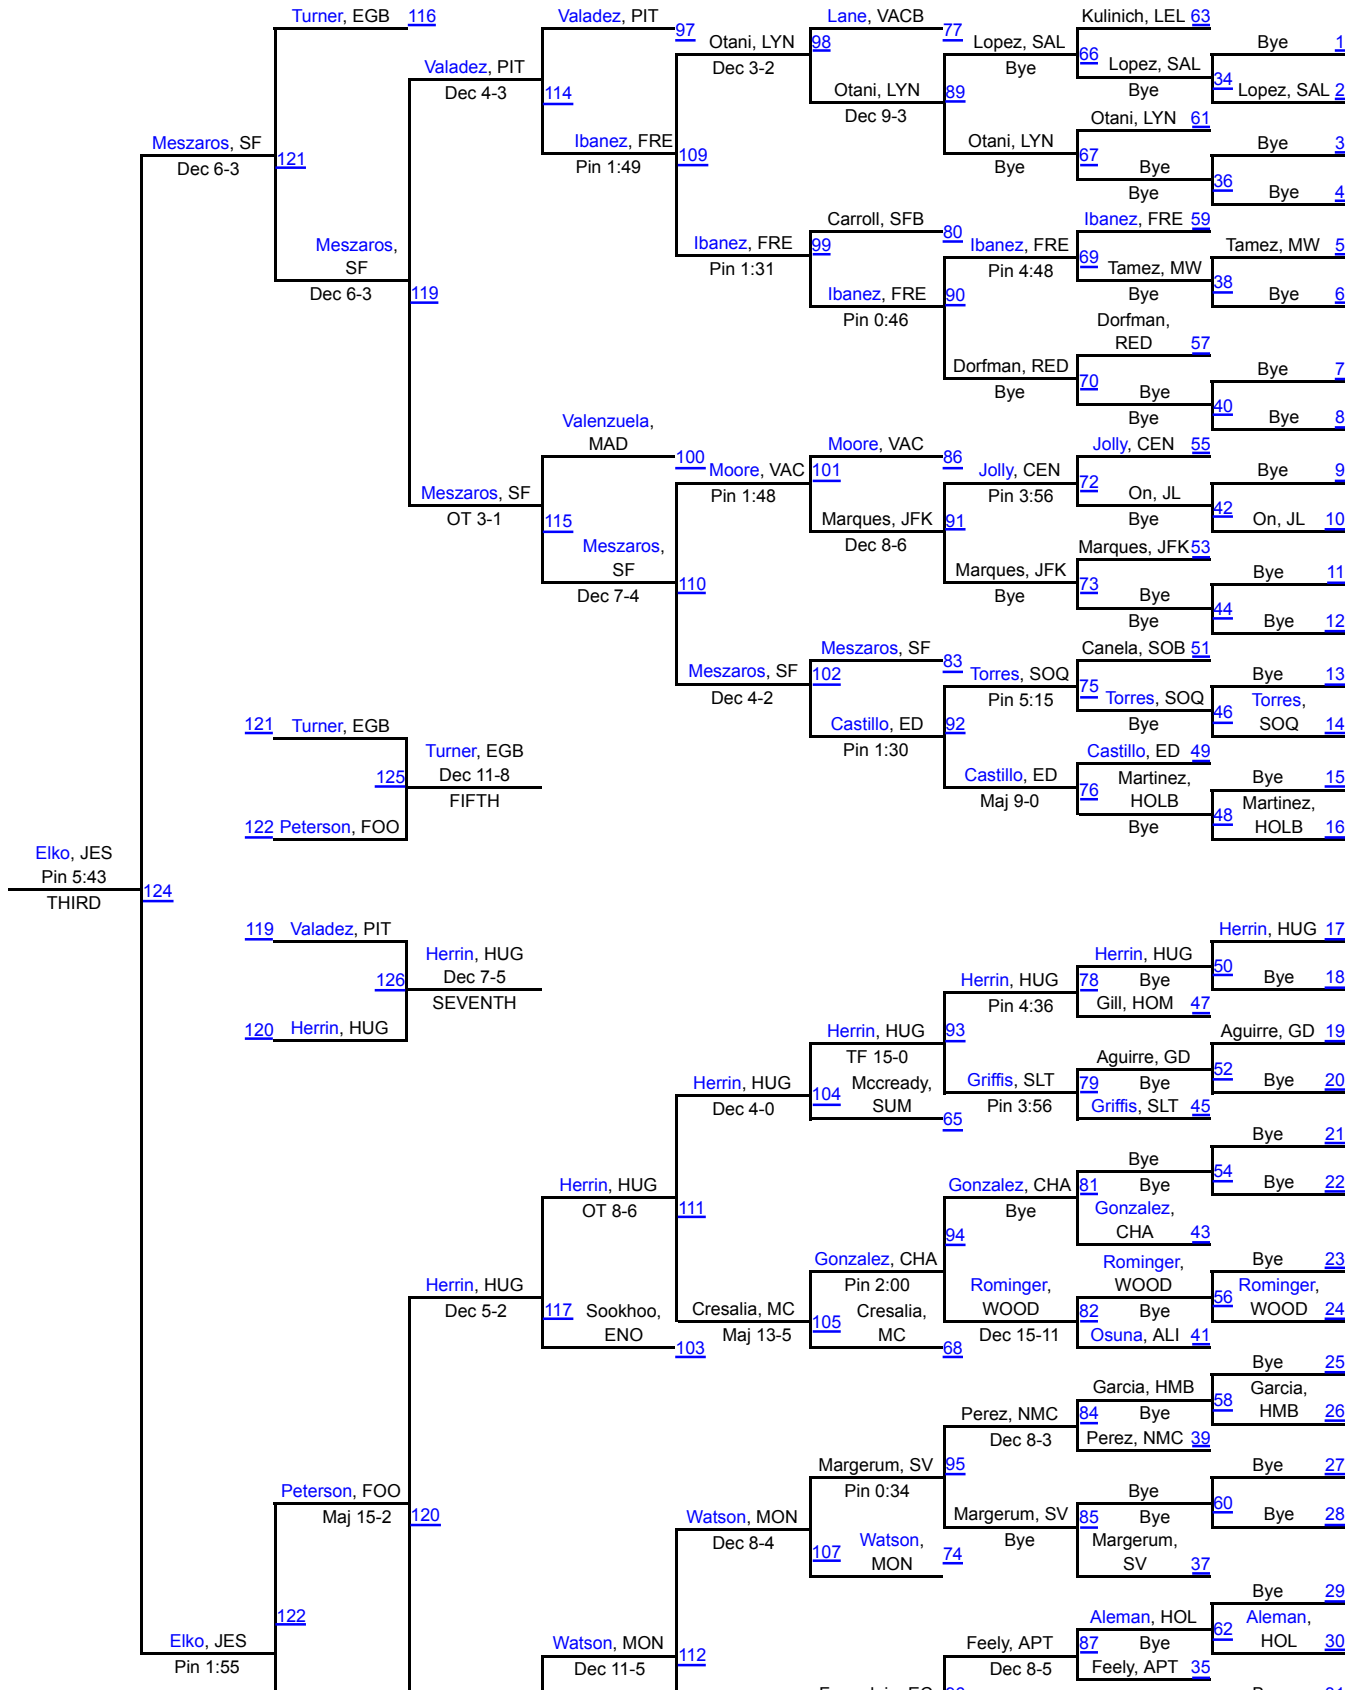 Turner, EGB 116
Valadez, PIT 97
Lane, VACB 77
Kulinich, LEL 63
Bye 1
Otani, LYN 98
Dec 3-2
Lopez, SAL 66
Bye
Lopez, SAL 34
Bye
Lopez, SAL 2
Valadez, PIT
Dec 4-3
114
Otani, LYN 89
Dec 9-3
Otani, LYN 61
Meszaros, SF
Dec 6-3
121
Ibanez, FRE
Pin 1:49
109
Otani, LYN 67
Bye
Bye 3
Bye 36
Bye
Bye 4
Meszaros,
SF
Dec 6-3
119
Ibanez, FRE 99
Pin 1:31
Carroll, SFB 80
Ibanez, FRE 59
Ibanez, FRE 69
Pin 4:48
Tamez, MW 5
Tamez, MW 38
Bye
Bye 6
Ibanez, FRE 90
Pin 0:46
Dorfman,
RED 57
Dorfman, RED 70
Bye
Bye 7
Bye 40
Bye
Bye 8
Valenzuela,
MAD 100
Moore, VAC 86
Jolly, CEN 55
Moore, VAC 101
Pin 1:48
Jolly, CEN 72
Pin 3:56
Bye 9
Meszaros, SF
OT 3-1
115
On, JL 42
Bye
On, JL 10
Marques, JFK 91
Dec 8-6
Marques, JFK 53
Meszaros,
SF
Dec 7-4
110
Marques, JFK 73
Bye
Bye 11
Bye 44
Bye
Bye 12
Meszaros, SF 83
Canela, SOB 51
Meszaros, SF 102
Dec 4-2
Torres, SOQ 75
Pin 5:15
Bye 13
Torres, SOQ 46
Bye
Torres,
SOQ 14
121 Turner, EGB
Castillo, ED 92
Pin 1:30
Castillo, ED 49
Turner, EGB
125 Dec 11-8
FIFTH
Castillo, ED 76
Maj 9-0
Martinez,
HOLB 48
Bye
Bye 15
Martinez,
HOLB 16
122 Peterson, FOO
Elko, JES
Pin 5:43
THIRD
124
119 Valadez, PIT
Herrin, HUG 17
Herrin, HUG
126 Dec 7-5
SEVENTH
Herrin, HUG 50
Bye
Bye 18
Herrin, HUG 78
Pin 4:36
Gill, HOM 47
120 Herrin, HUG
Herrin, HUG 93
TF 15-0
Aguirre, GD 19
Herrin, HUG 104
Dec 4-0
Mccready,
SUM 65
Griffis, SLT 79
Pin 3:56
Aguirre, GD 52
Bye
Bye 20
Griffis, SLT 45
Bye 21
Herrin, HUG
OT 8-6
111
Gonzalez, CHA 81
Bye
Bye 54
Bye
Bye 22
Gonzalez,
CHA 43
94
Gonzalez, CHA
Pin 2:00
Herrin, HUG
Dec 5-2
117
Sookhoo,
ENO 103
Cresalia, MC 105
Maj 13-5
Cresalia,
MC 68
Rominger,
WOOD 82
Dec 15-11
Rominger,
WOOD 56
Bye
Bye 23
Rominger,
WOOD 24
Osuna, ALI 41
Bye 25
Perez, NMC 84
Dec 8-3
Garcia, HMB 58
Bye
Garcia,
HMB 26
Perez, NMC 39
Margerum, SV 95
Pin 0:34
Bye 27
Peterson, FOO
Maj 15-2
120
Watson, MON 107
Dec 8-4
Watson,
MON 74
Margerum, SV 85
Bye
Bye 60
Bye
Bye 28
Margerum,
SV 37
Bye 29
122
Elko, JES
Pin 1:55
Watson, MON 112
Dec 11-5
Feely, APT 87
Dec 8-5
Aleman, HOL 62
Bye
Aleman,
HOL 30
Feely, APT 35